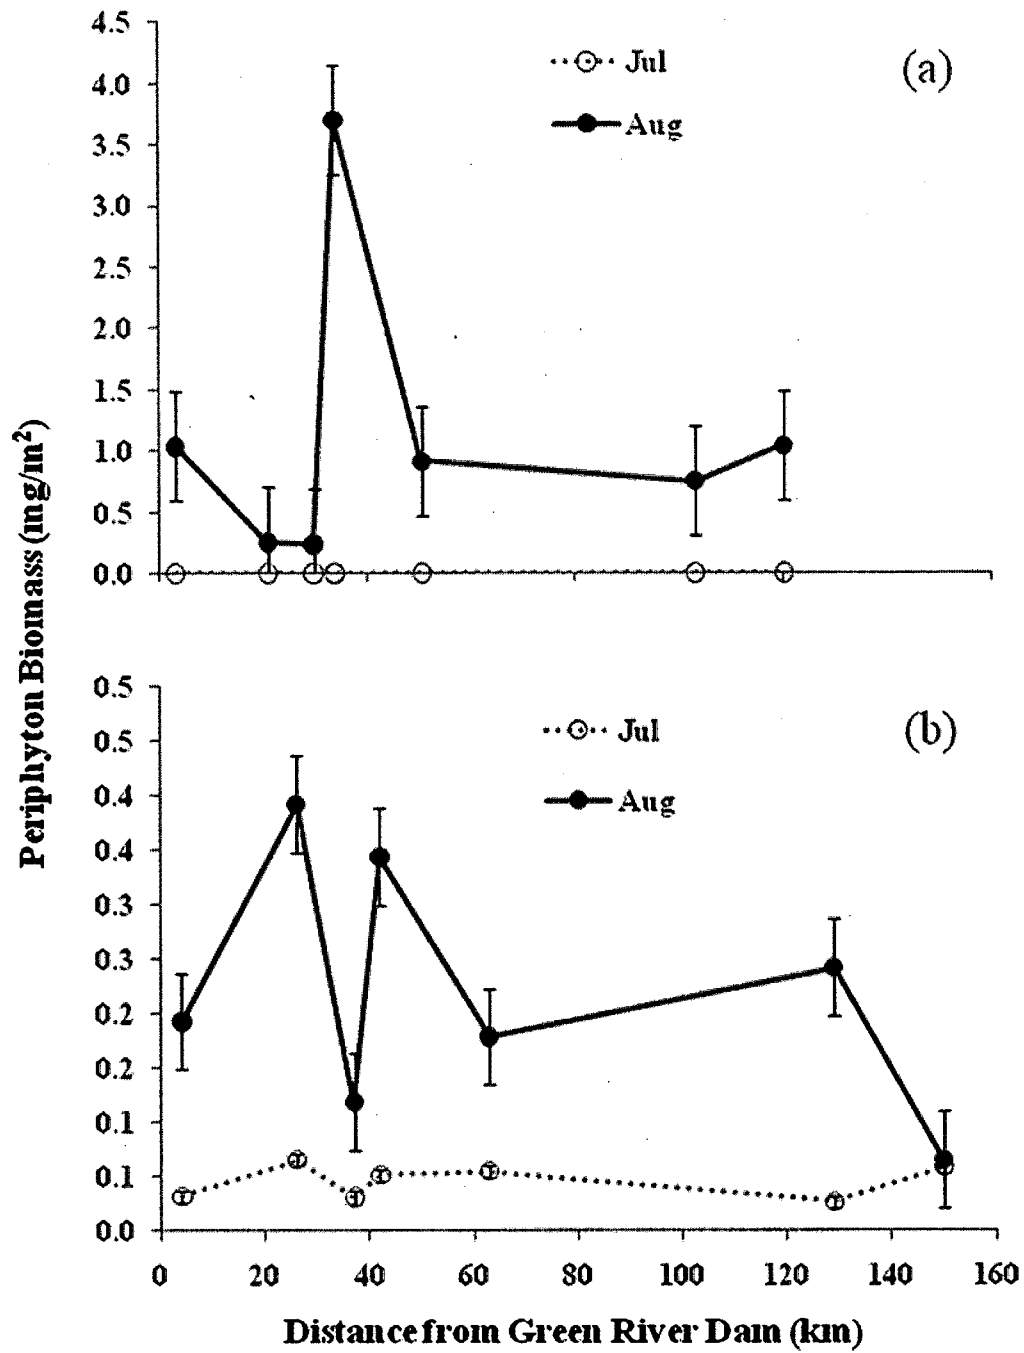 Periphyton Biomass (mg/m²)
4.5
4.0
3.5
3.0
2.5
2.0
1.5
1.0
0.5
0.0
Jul
Aug
(a)
0.5
0.5
0.4
0.4
0.3
0.3
0.2
0.2
0.1
0.1
0.0
Jul
Aug
(b)
0 20 40 60 80 100 120 140 160
Distance from Green River Dam (km)